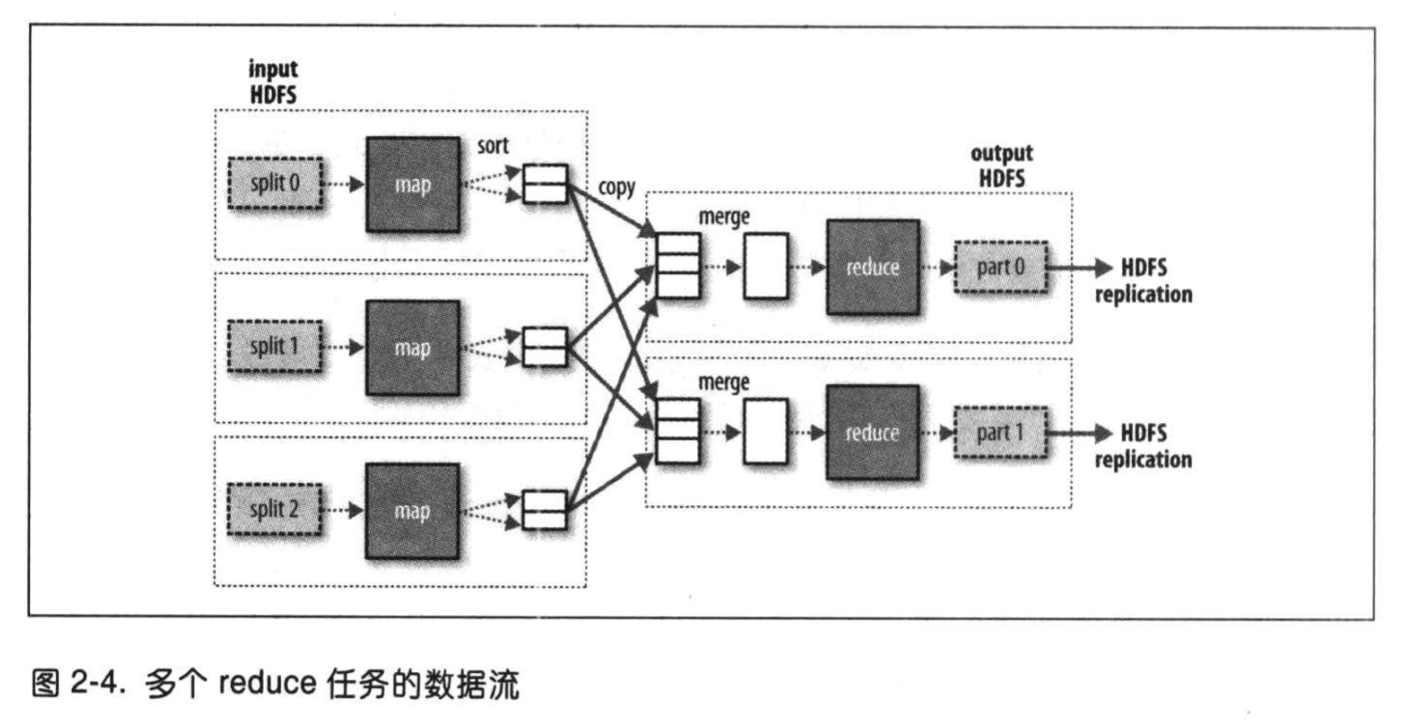 input
HDFS
split 0
map
sort
copy
split 1
map
split 2
map
output
HDFS
merge
reduce
part 0
HDFS
replication
merge
reduce
part 1
HDFS
replication
图 2-4. 多个 reduce 任务的数据流